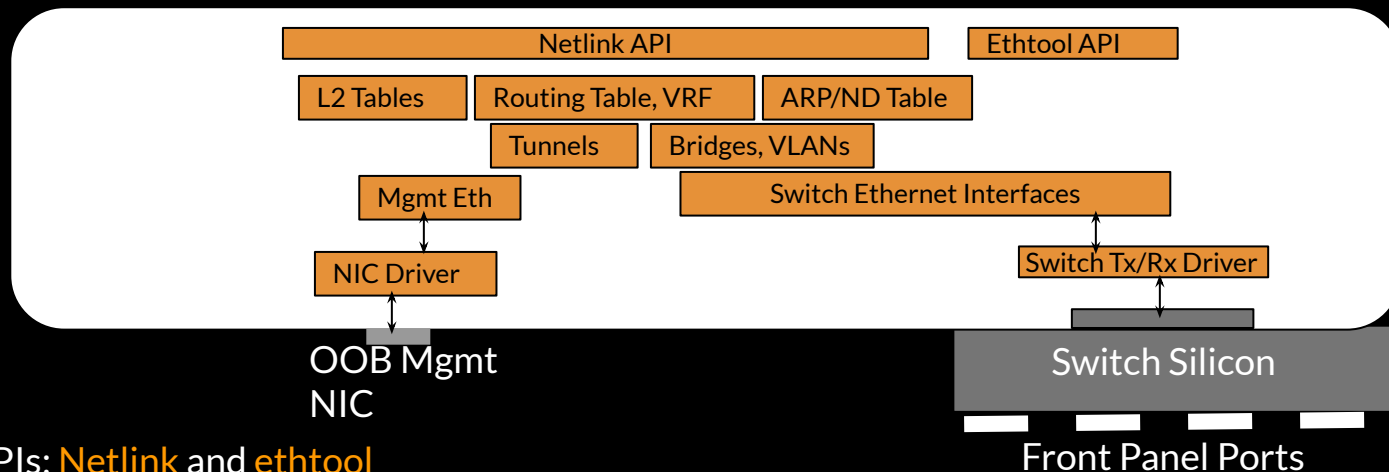 Netlink API
Ethtool API
L2 Tables
Routing Table, VRF
ARP/ND Table
Tunnels
Bridges, VLANs
Mgmt Eth
Switch Ethernet Interfaces
NIC Driver
Switch Tx/Rx Driver
OOB Mgmt
NIC
Switch Silicon
Front Panel Ports
PIs: Netlink and ethtool